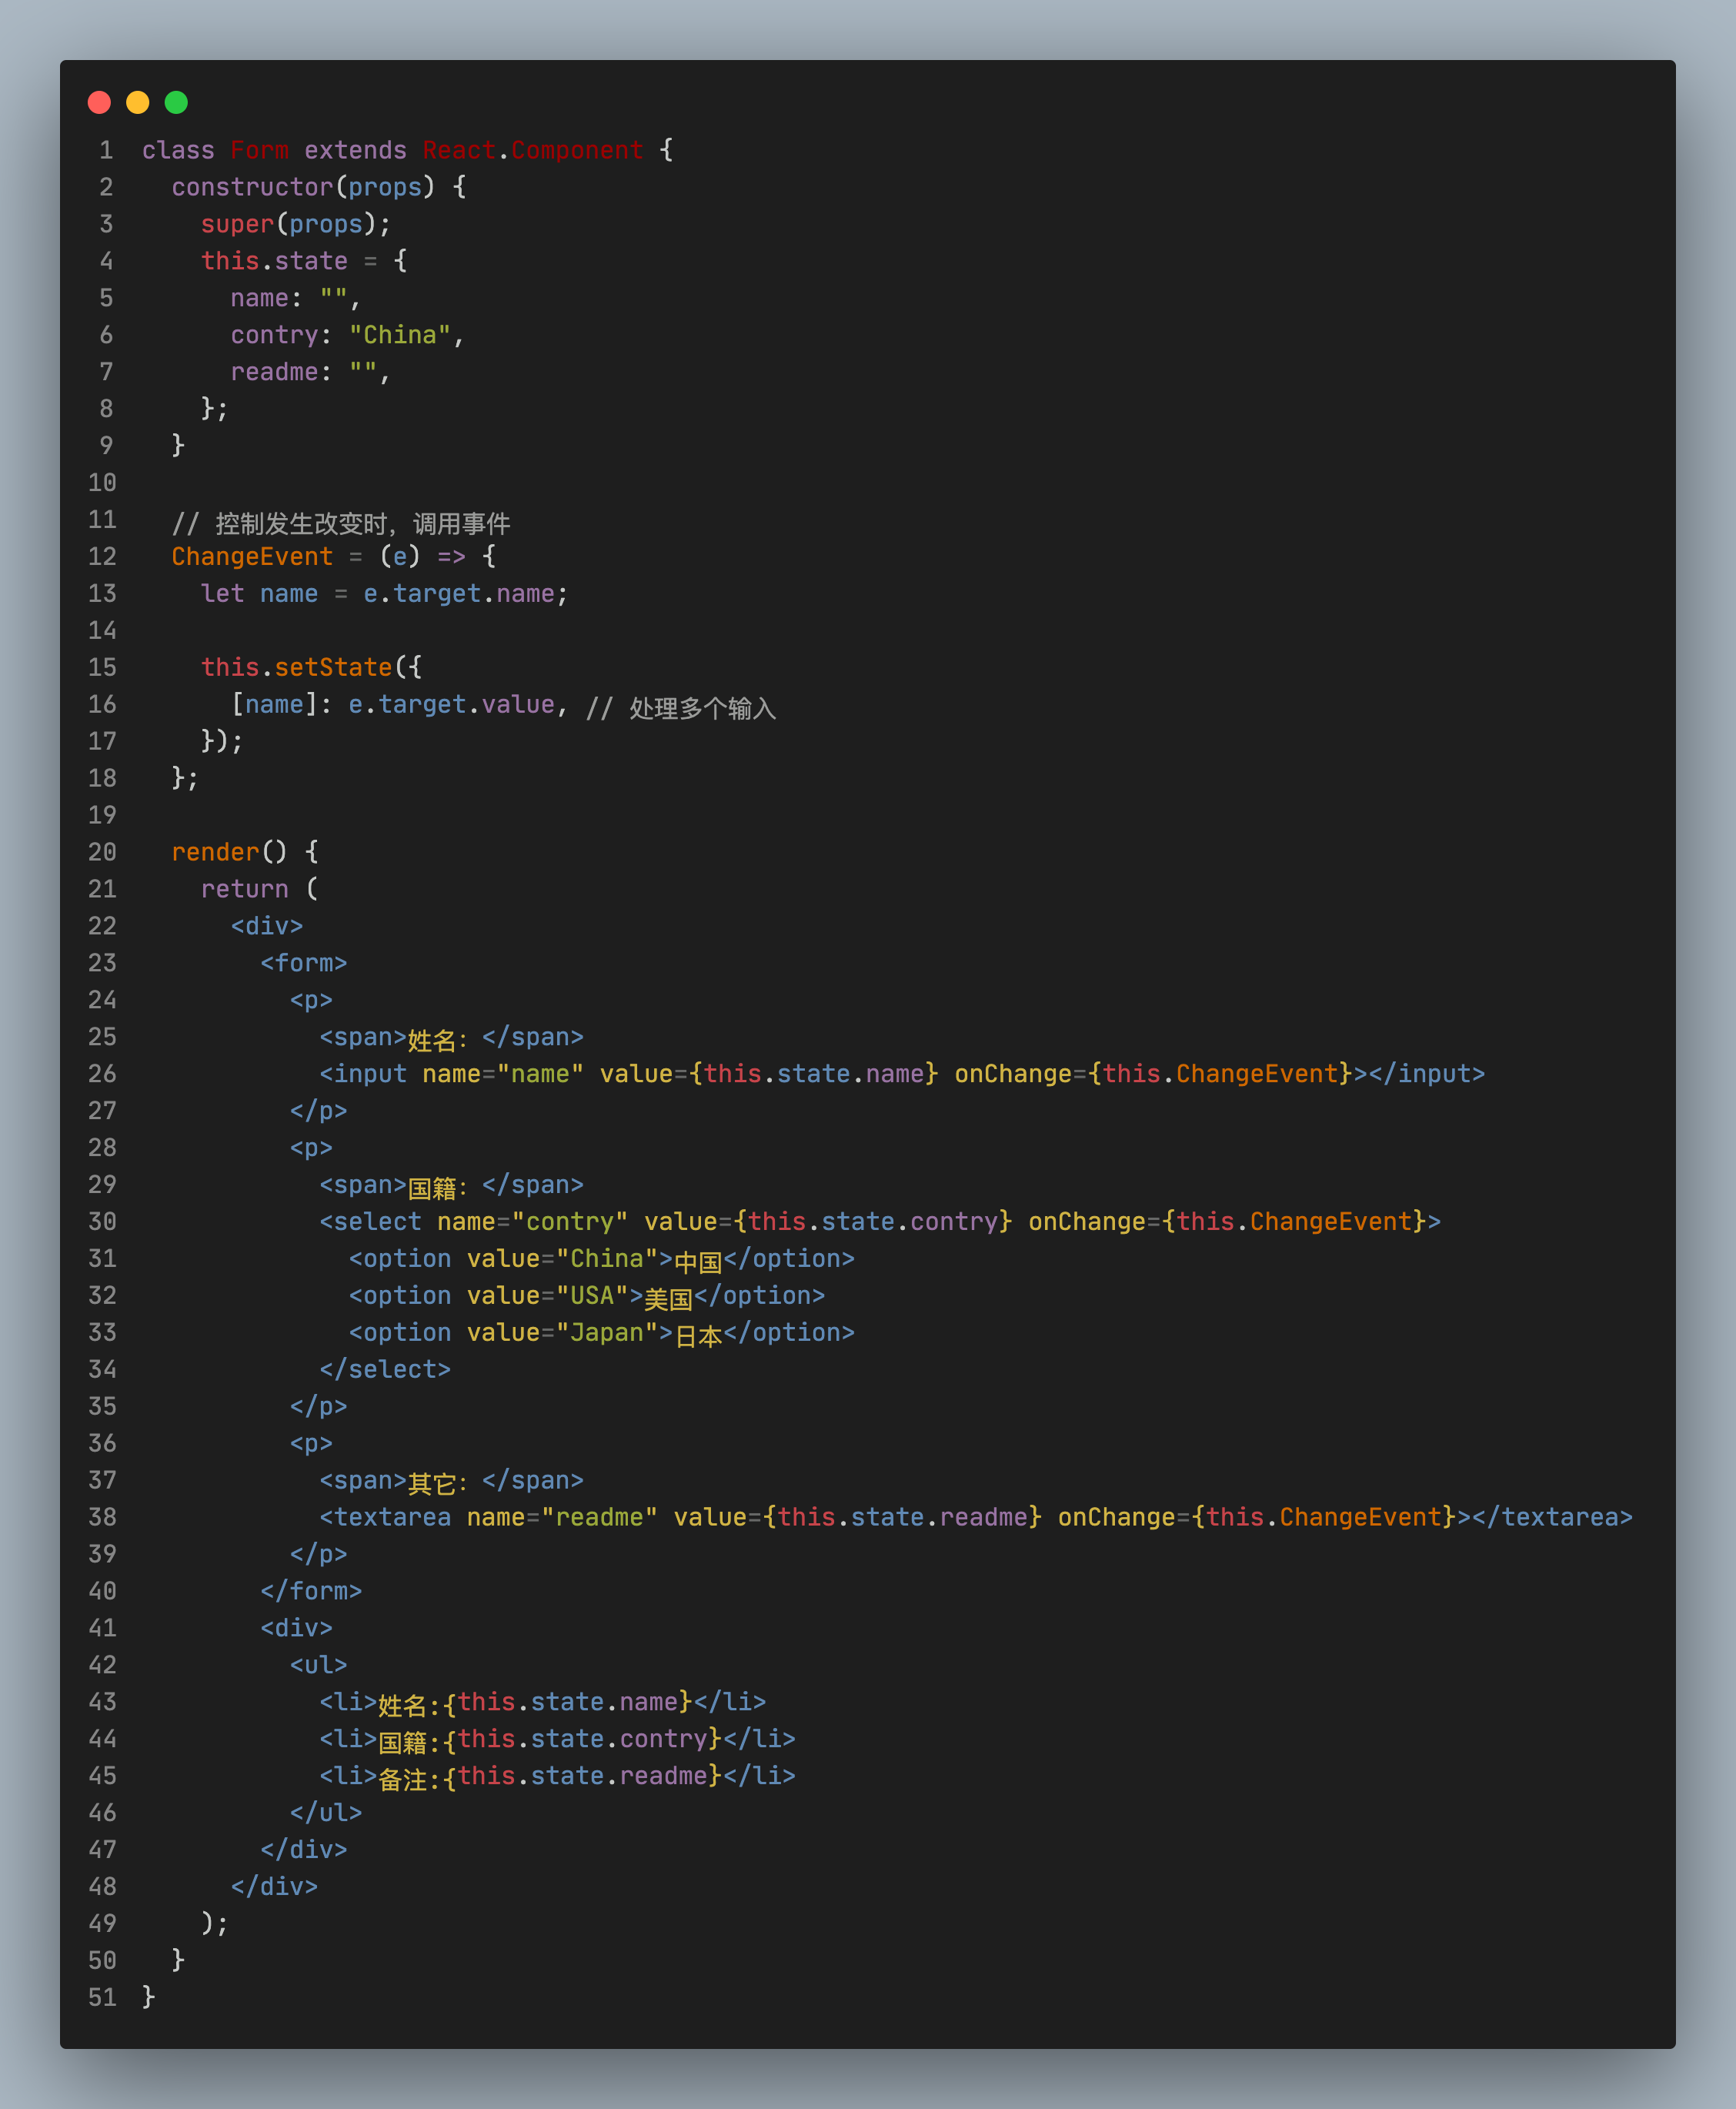 1 class Form extends React.Component {
2   constructor(props) {
3     super(props);
4     this.state = {
5       name: "",
6       contry: "China",
7       readme: "",
8     };
9   }
10
11   // 控制发生改变时，调用事件
12   ChangeEvent = (e) => {
13     let name = e.target.name;
14
15     this.setState({
16       [name]: e.target.value, // 处理多个输入
17     });
18   };
19
20   render() {
21     return (
22       <div>
23         <form>
24           <p>
25             <span>姓名：</span>
26             <input name="name" value={this.state.name} onChange={this.ChangeEvent}></input>
27           </p>
28           <p>
29             <span>国籍：</span>
30             <select name="contry" value={this.state.contry} onChange={this.ChangeEvent}>
31               <option value="China">中国</option>
32               <option value="USA">美国</option>
33               <option value="Japan">日本</option>
34             </select>
35           </p>
36           <p>
37             <span>其它：</span>
38             <textarea name="readme" value={this.state.readme} onChange={this.ChangeEvent}></textarea>
39           </p>
40         </form>
41         <div>
42           <ul>
43             <li>姓名:{this.state.name}</li>
44             <li>国籍:{this.state.contry}</li>
45             <li>备注:{this.state.readme}</li>
46           </ul>
47         </div>
48       </div>
49     );
50   }
51 }